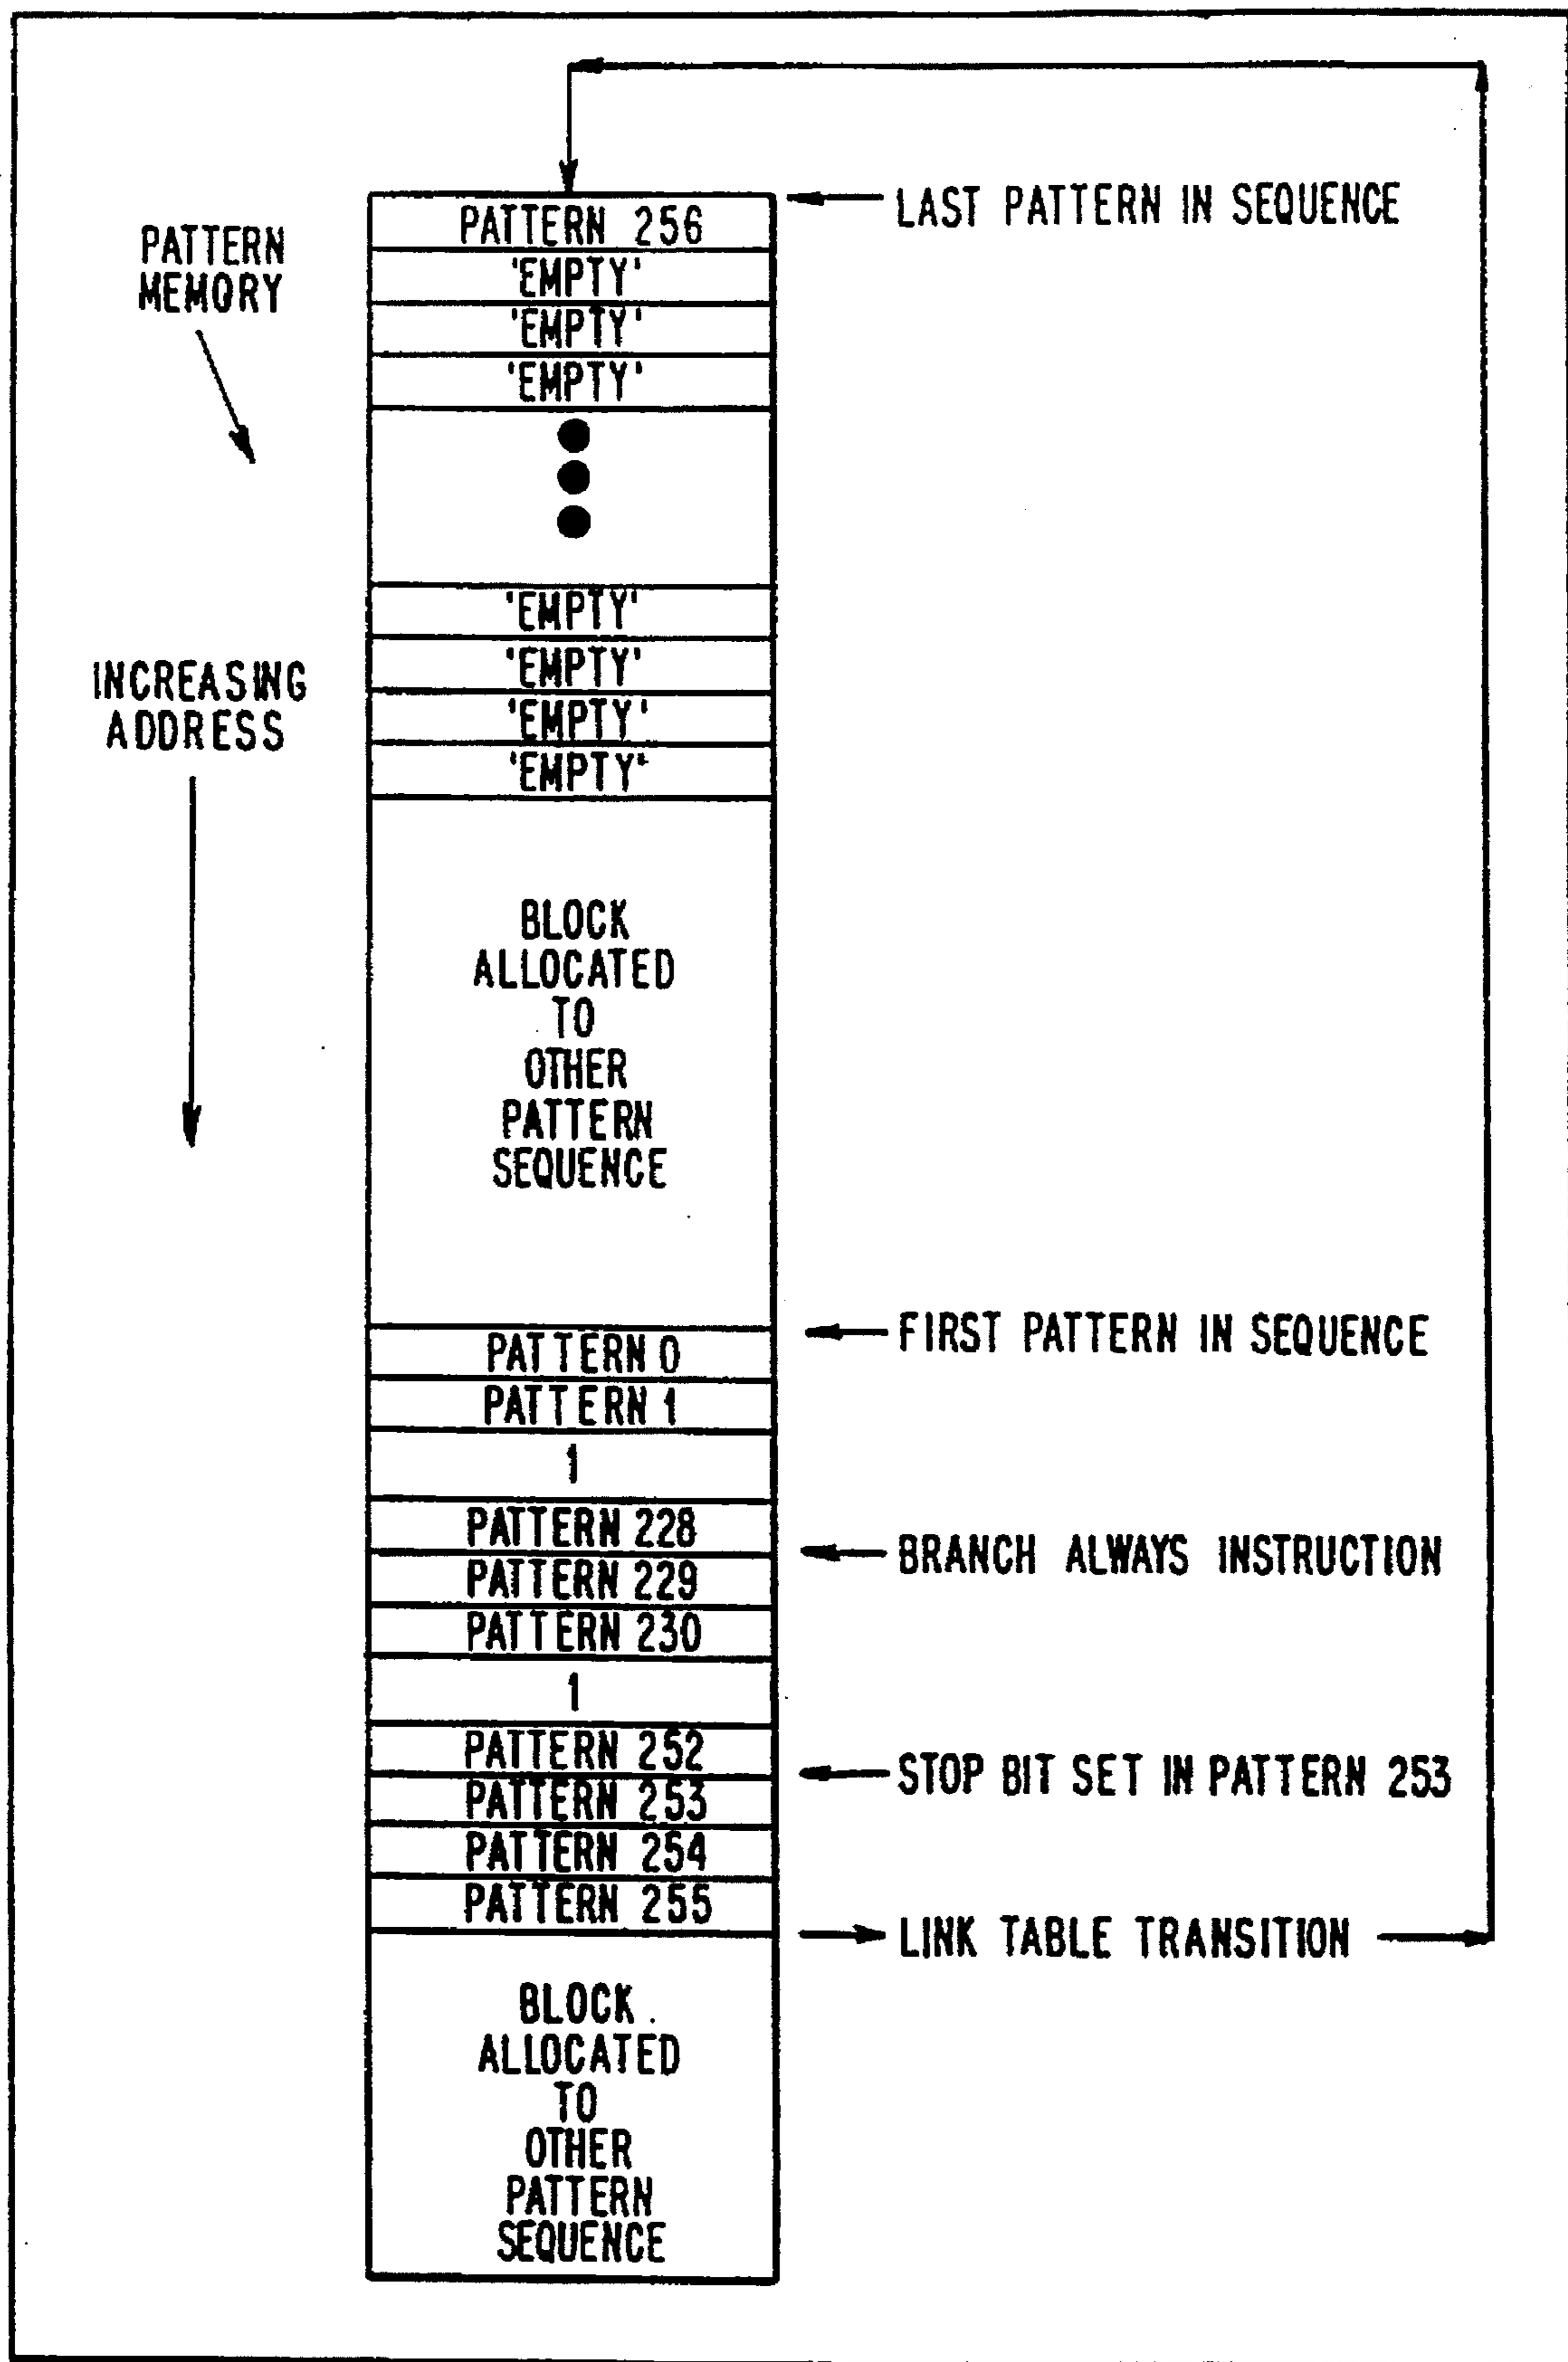 LAST PATTERN IN SEQUENCE
PATTERN 256
PATTERN
MEMORY
'EMPTY'
'EMPTY'
'EMPTY'
'EMPTY'
'EMPTY'
'EMPTY'
'EMPTY'
INCREASING
ADDRESS
BLOCK
ALLOCATED
TO
OTHER
PATTERN
SEQUENCE
FIRST PATTERN IN SEQUENCE
PATTERN 0
PATTERN 1
1
PATTERN 228
BRANCH ALWAYS INSTRUCTION
PATTERN 229
PATTERN 230
1
PATTERN 252
STOP BIT SET IN PATTERN 253
PATTERN 253
PATTERN 254
PATTERN 255
LINK TABLE TRANSITION
BLOCK
ALLOCATED
TO
OTHER
PATTERN
SEQUENCE